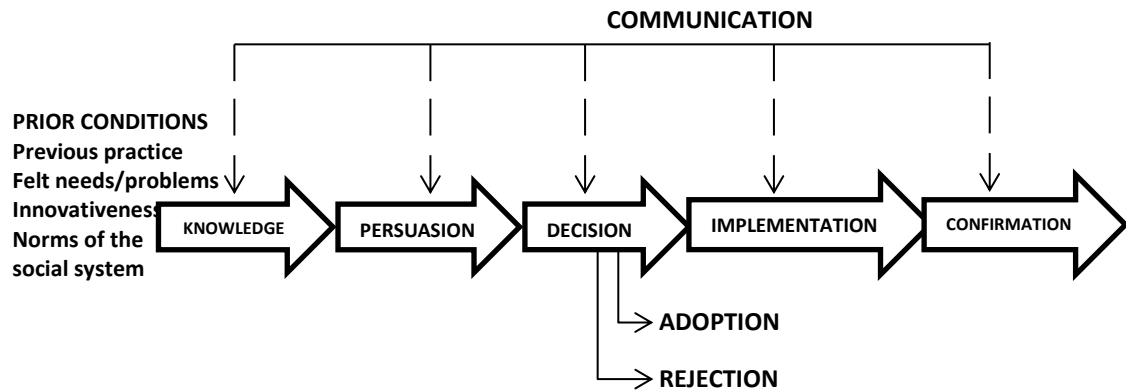 COMMUNICATION
PRIOR CONDITIONS
Previous practice
Felt needs/problems
Innovativeness
Norms of the
social system
KNOWLEDGE
PERSUASION
DECISION
IMPLEMENTATION
CONFIRMATION
ADOPTION
REJECTION